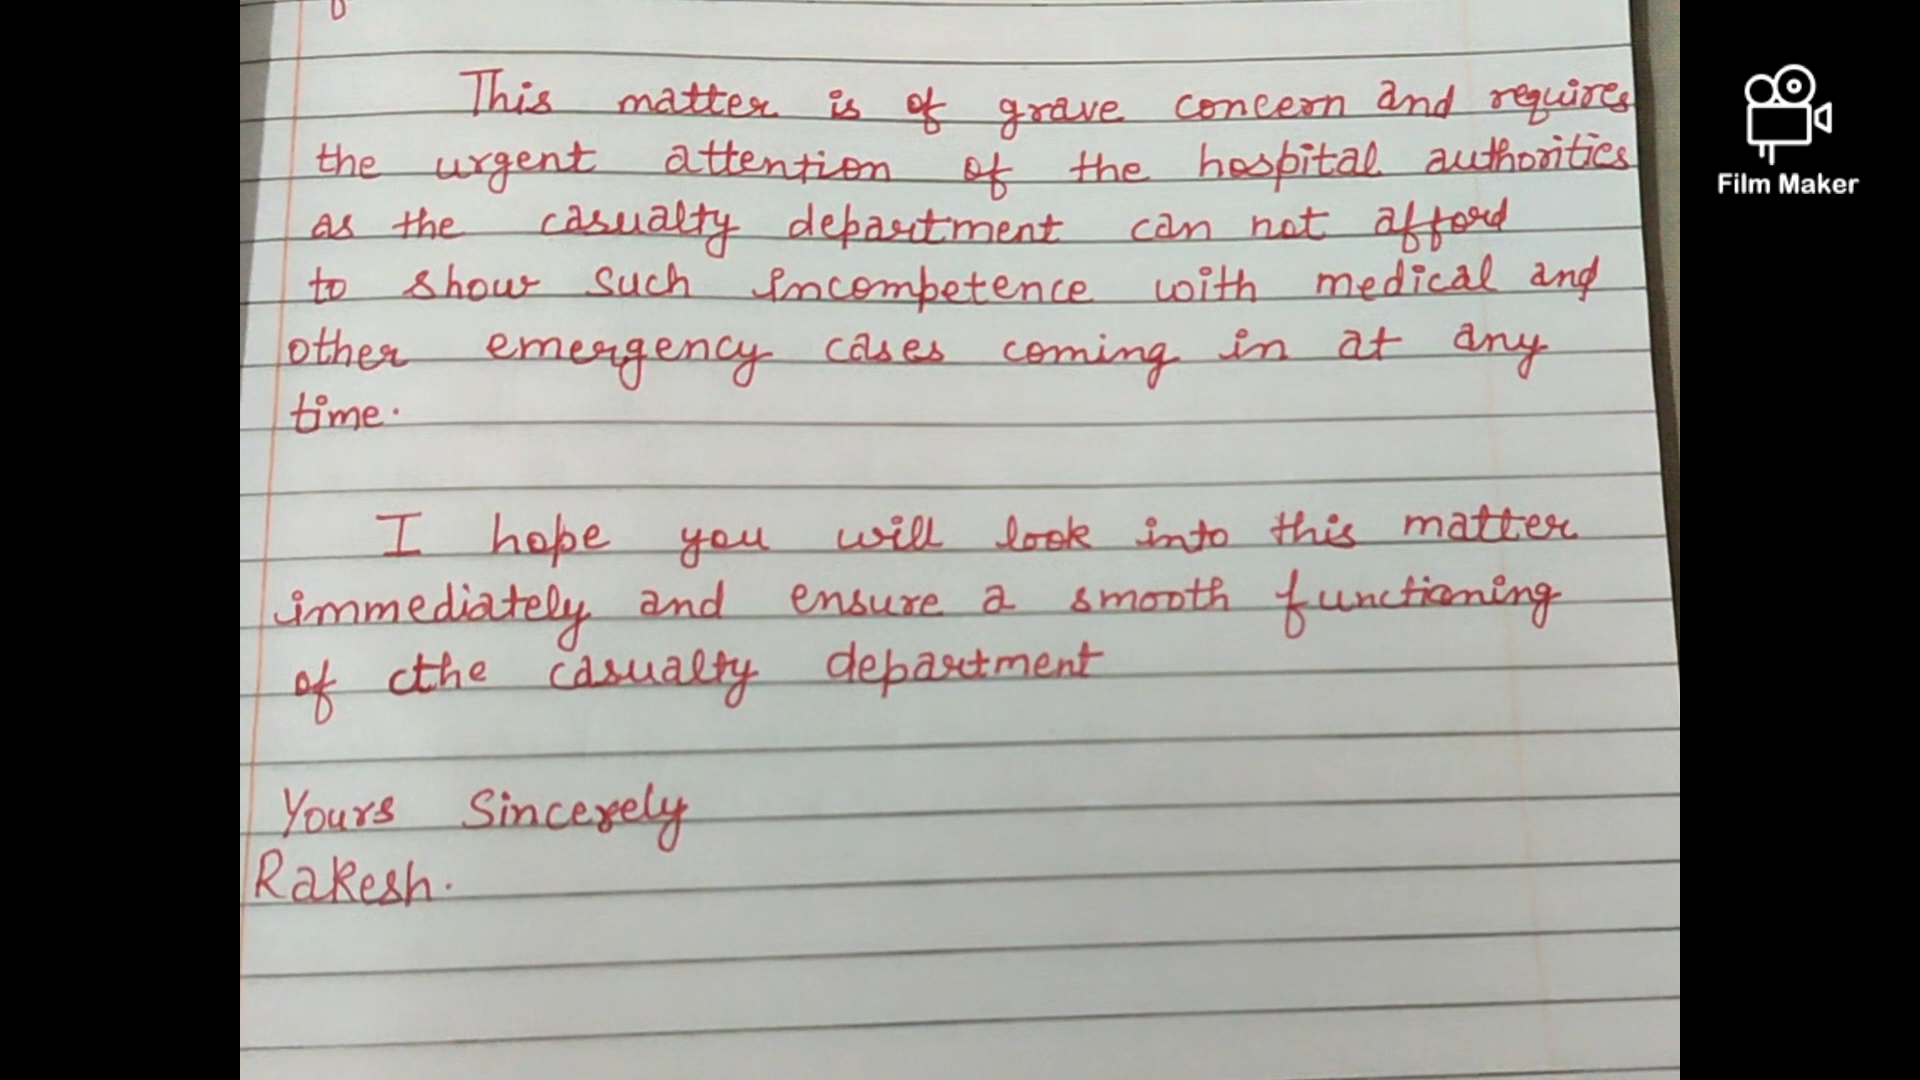 This matter is of grave concern and requires
the urgent attention of the hospital authorities
as the casualty department can not afford
to show such incompetence with medical and
other emergency cases coming in at any
time.
I hope you will look into this matter
immediately and ensure a smooth functioning
of cthe casualty department
Yours Sincerely
Rakesh.
Film Maker